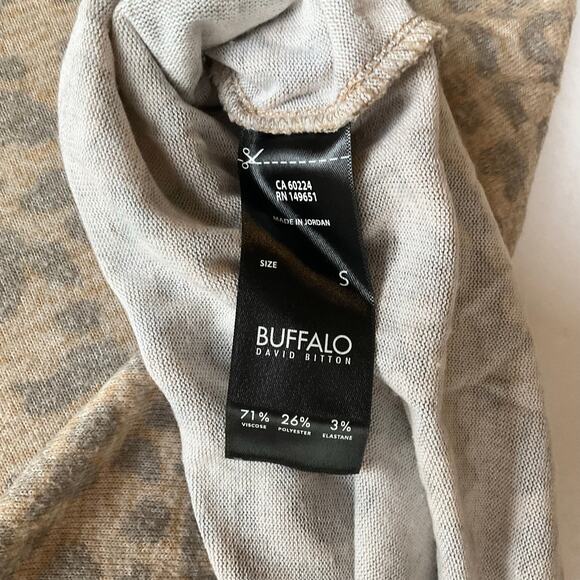 CA 60224
RN 149651
MADE IN JORDAN
SIZE S
BUFFALO
DAVID BITTON
71% 26% 3%
VISCOSE POLYESTER ELASTANE